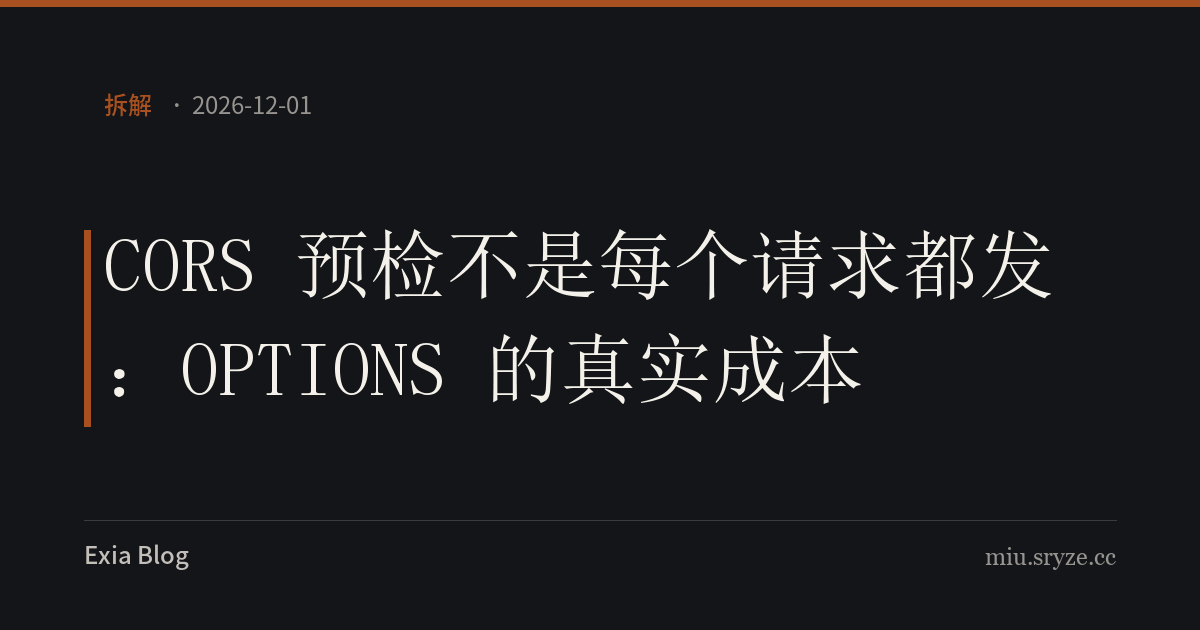 拆解 · 2026-12-01
CORS 预检不是每个请求都发
：OPTIONS 的真实成本
Exia Blog
miu.sryze.cc